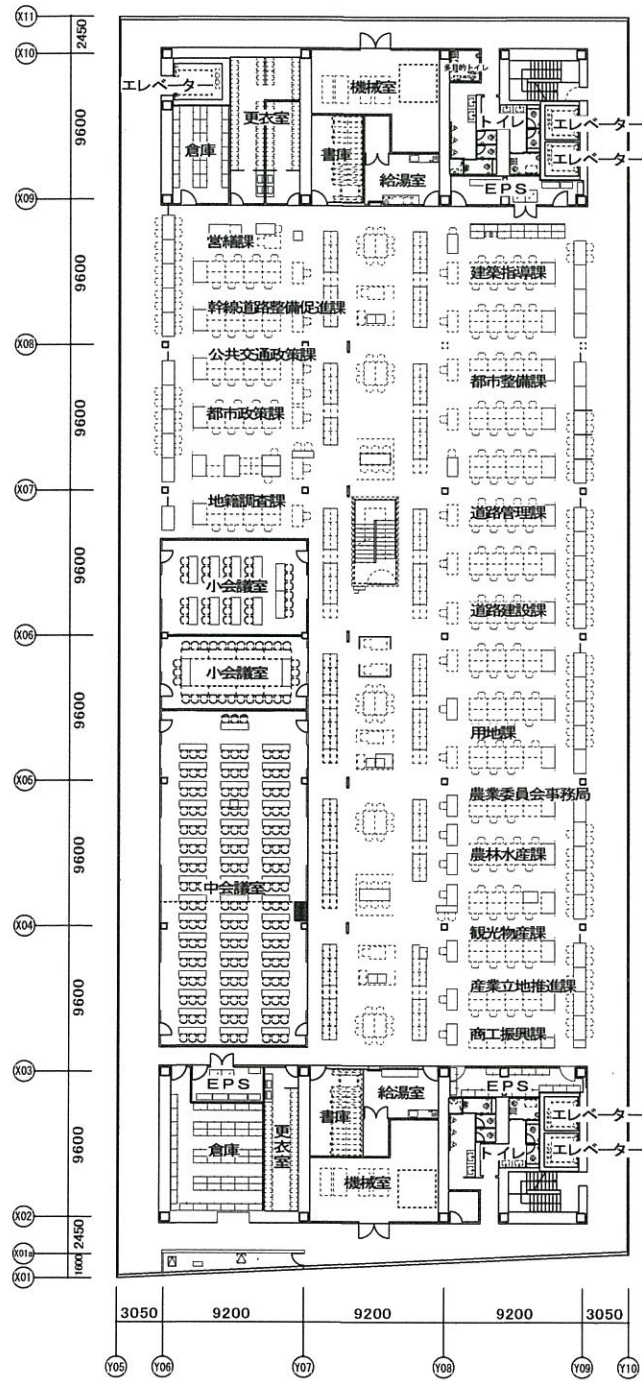 X11
2450
X10
多目的トイレ
機械室
エレベーター
9600
更衣室
トイレ
エレベーター
倉庫
書庫
エレベーター
給湯室
EPS
X09
営繕課
建築指導課
9600
幹線道路整備促進課
X08
公共交通政策課
都市整備課
9600
都市政策課
X07
地籍調査課
道路管理課
9600
小会議室
道路建設課
X06
小会議室
9600
用地課
X05
農業委員会事務局
9600
農林水産課
中会議室
X04
観光物産課
9600
産業立地推進課
商工振興課
X03
EPS
給湯室
EPS
書庫
エレベーター
9600
倉庫
更衣室
トイレ
エレベーター
機械室
X02
2450
X01a
1600
X01
3050
9200
9200
9200
3050
Y05
Y06
Y07
Y08
Y09
Y10